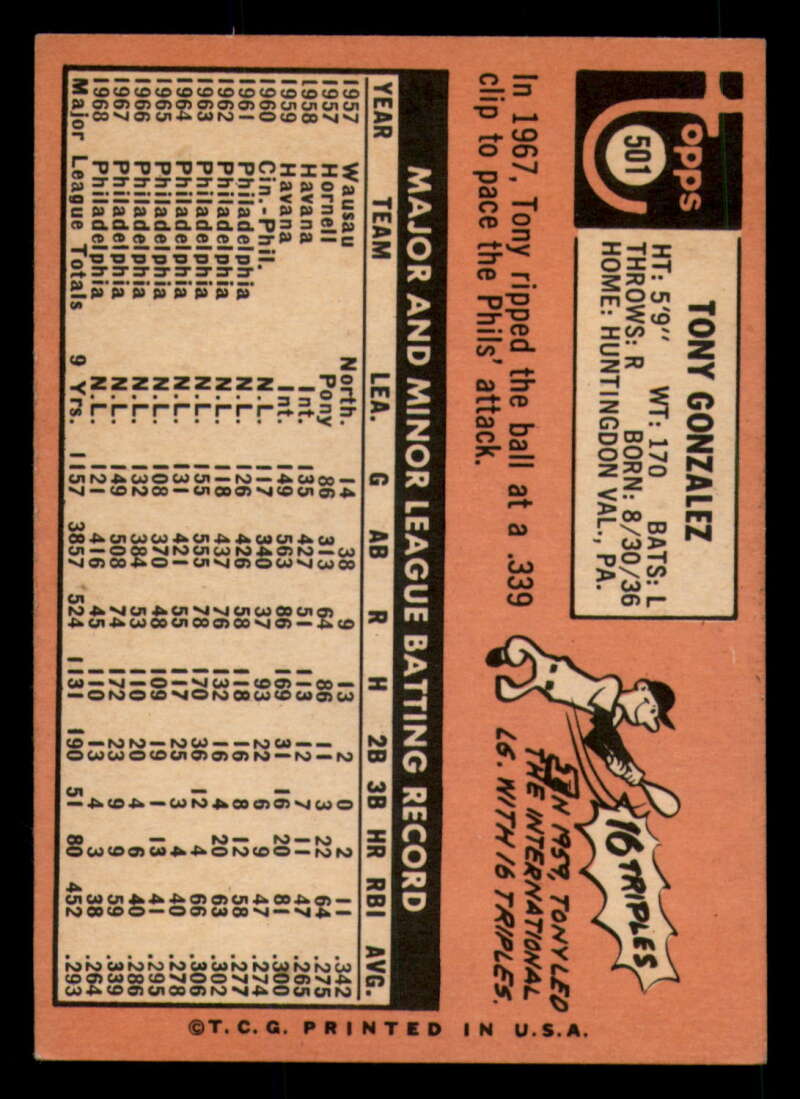 Topps
501
TONY GONZALEZ
HT: 5'9" WT: 170 BATS: L
THROWS: R BORN: 8/30/36
HOME: HUNTINGDON VAL., PA.
In 1967, Tony ripped the ball at a .339
clip to pace the Phils' attack.
16 TRIPLES
IN 1959, TONY LED
THE INTERNATIONAL
LG. WITH 16 TRIPLES.
MAJOR AND MINOR LEAGUE BATTING RECORD
YEAR TEAM LEA. G AB R H 2B 3B HR RBI AVG.
1957 Wausau North. 14 38 9 13 2 0 2 11 .342
1957 Hornell Pony 86 313 64 86 11 3 22 64 .275
1958 Havana Int. 135 427 51 113 12 7 11 47 .265
1959 Havana Int. 149 563 86 169 31 16 20 81 .300
1960 Cin.-Phil. N.L. 117 340 37 93 22 6 9 47 .274
1961 Philadelphia N.L. 126 426 58 118 16 8 12 58 .277
1962 Philadelphia N.L. 118 437 76 132 16 4 20 63 .302
1963 Philadelphia N.L. 155 555 78 170 36 12 4 66 .306
1964 Philadelphia N.L. 131 421 55 117 25 3 4 40 .278
1965 Philadelphia N.L. 108 370 48 109 19 1 13 41 .295
1966 Philadelphia N.L. 132 384 53 110 20 4 6 40 .286
1967 Philadelphia N.L. 149 508 74 172 23 9 9 59 .339
1968 Philadelphia N.L. 121 416 45 110 13 4 3 38 .264
Major League Totals 9 Yrs. 1157 3857 524 1131 190 51 80 452 .293
©T.C.G. PRINTED IN U.S.A.